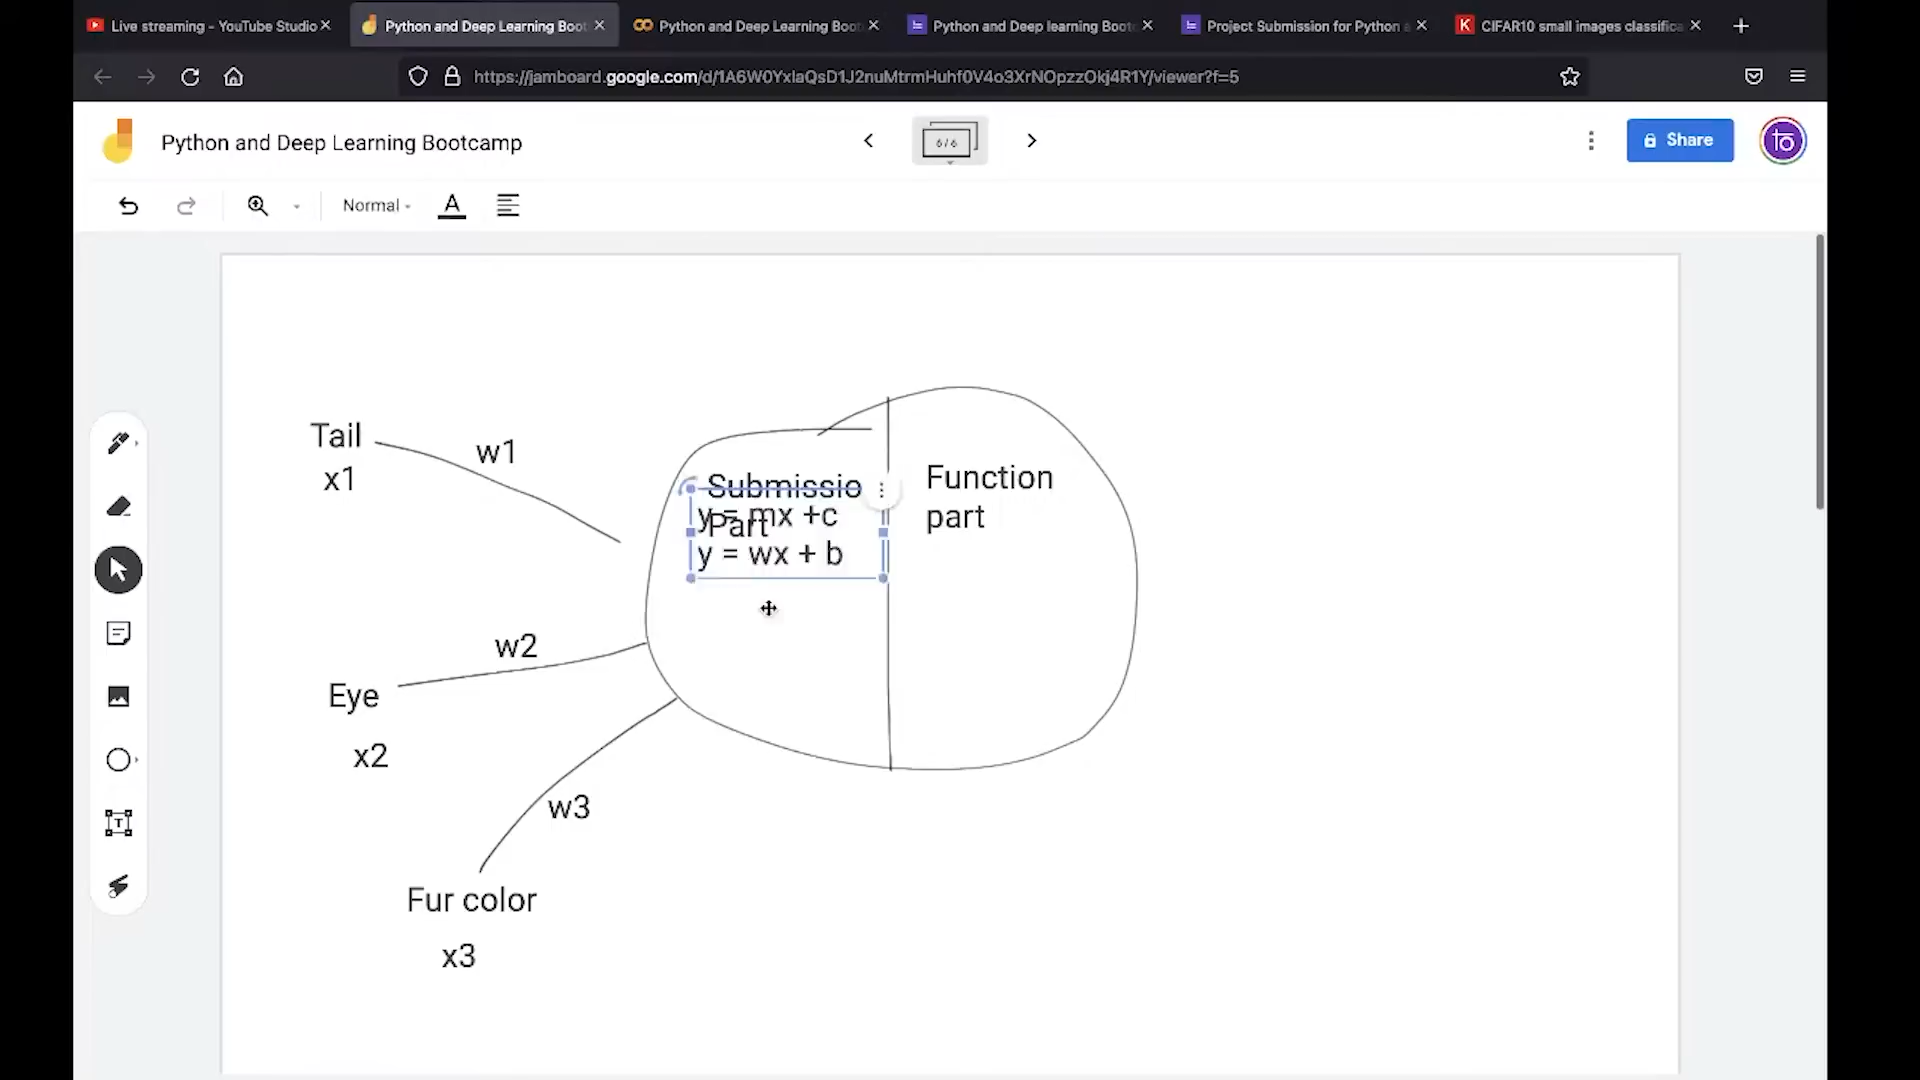 Live streaming - YouTube Studio
Python and Deep Learning Boot
Python and Deep Learning Boo
Python and Deep learning Boot
Project Submission for Python a
CIFAR10 small images classifica
https://jamboard.google.com/d/1A6W0YxlaQsD1J2nuMtrmHuhf0V4o3XrNOpzzOkj4R1Y/viewer?f=5
Python and Deep Learning Bootcamp
6/6
Share
to
Normal
Tail
x1
w1
Submissio
Part
y = mx +c
y = wx + b
Function
part
w2
Eye
x2
w3
Fur color
x3